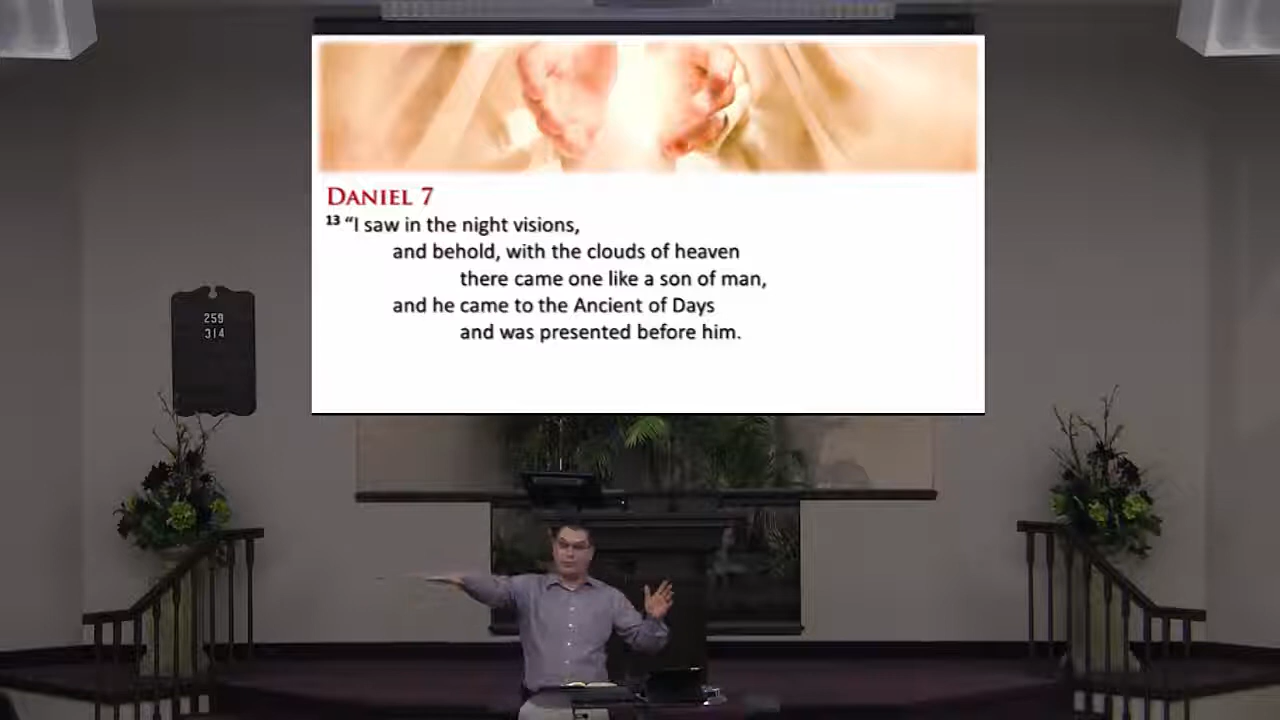 DANIEL 7
13 “I saw in the night visions,
and behold, with the clouds of heaven
there came one like a son of man,
and he came to the Ancient of Days
and was presented before him.
259
314